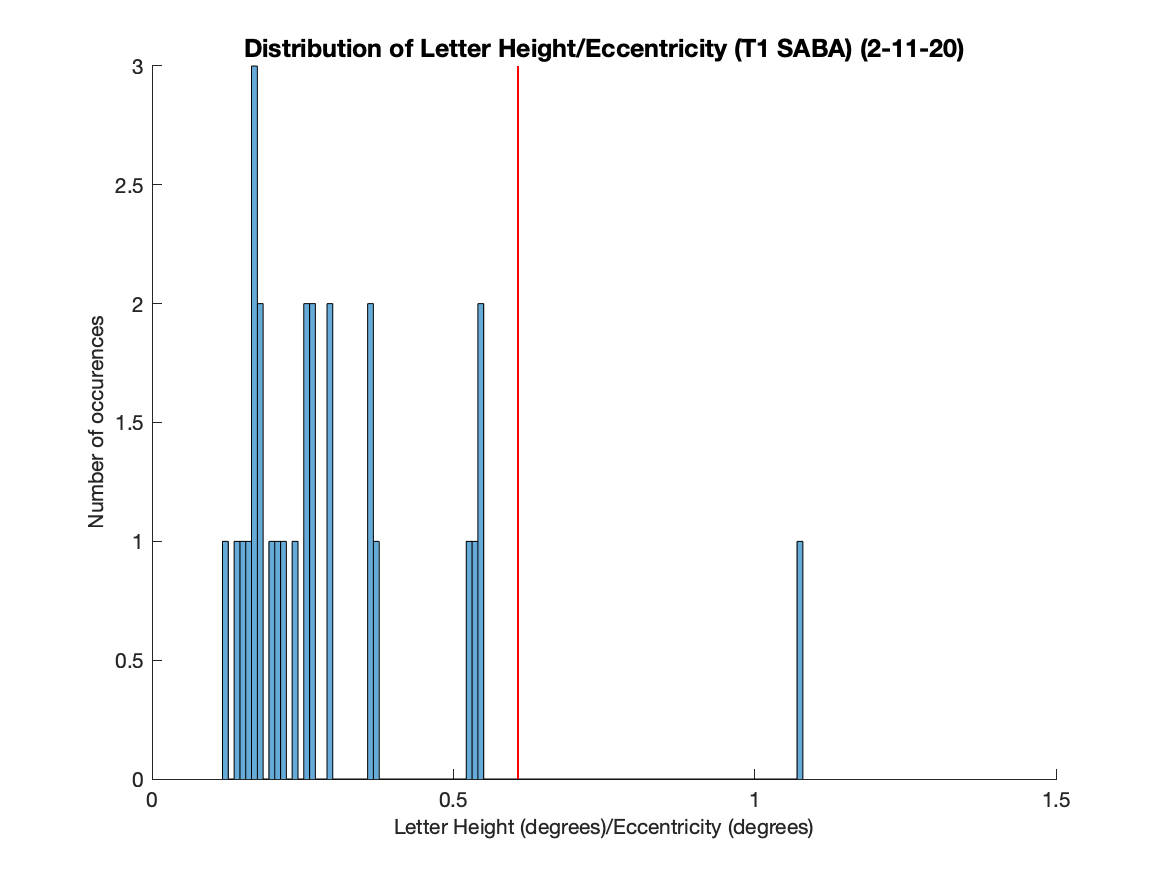 Distribution of Letter Height/Eccentricity (T1 SABA) (2-11-20)
3
2.5
2
1.5
1
0.5
0
Number of occurences
0 0.5 1 1.5
Letter Height (degrees)/Eccentricity (degrees)